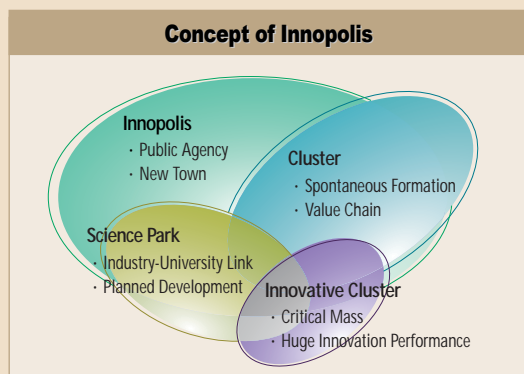 Concept of Innopolis
Innopolis
· Public Agency
· New Town
Cluster
· Spontaneous Formation
· Value Chain
Science Park
· Industry-University Link
· Planned Development
Innovative Cluster
· Critical Mass
· Huge Innovation Performance